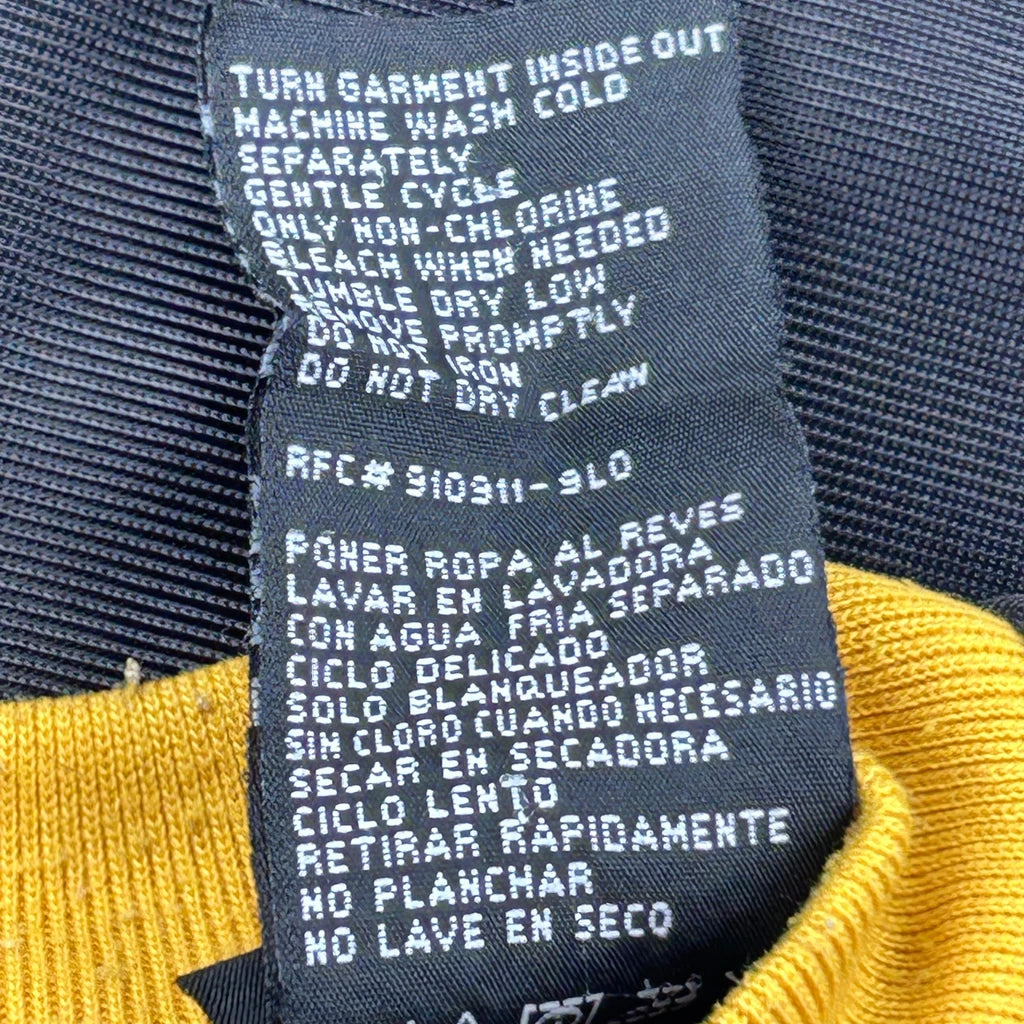 TURN GARMENT INSIDE OUT
MACHINE WASH COLD
SEPARATELY
GENTLE CYCLE
ONLY NON-CHLORINE
BLEACH WHEN NEEDED
TUMBLE DRY LOW
REMOVE PROMPTLY
DO NOT IRON
DO NOT DRY CLEAN
RFC# 910911-9L0
PONER ROPA AL REVES
LAVAR EN LAVADORA
CON AGUA FRIA SEPARADO
CICLO DELICADO
SOLO BLANQUEADOR
SIN CLORO CUANDO NECESARIO
SECAR EN SECADORA
CICLO LENTO
RETIRAR RAPIDAMENTE
NO PLANCHAR
NO LAVE EN SECO